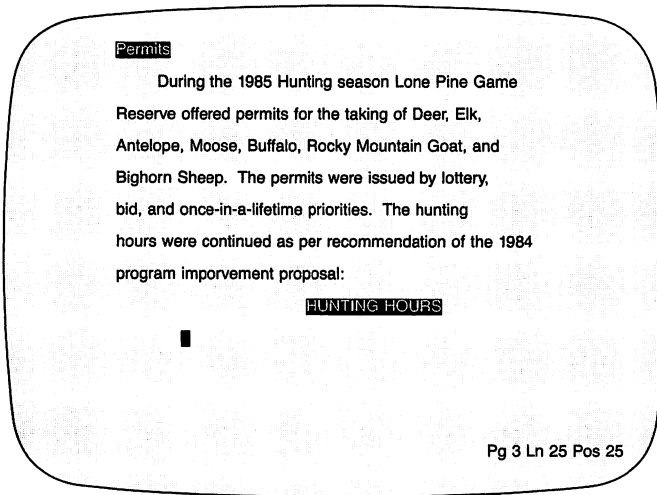 Permits
During the 1985 Hunting season Lone Pine Game
Reserve offered permits for the taking of Deer, Elk,
Antelope, Moose, Buffalo, Rocky Mountain Goat, and
Bighorn Sheep. The permits were issued by lottery,
bid, and once-in-a-lifetime priorities. The hunting
hours were continued as per recommendation of the 1984
program imporvement proposal:
HUNTING HOURS
Pg 3 Ln 25 Pos 25